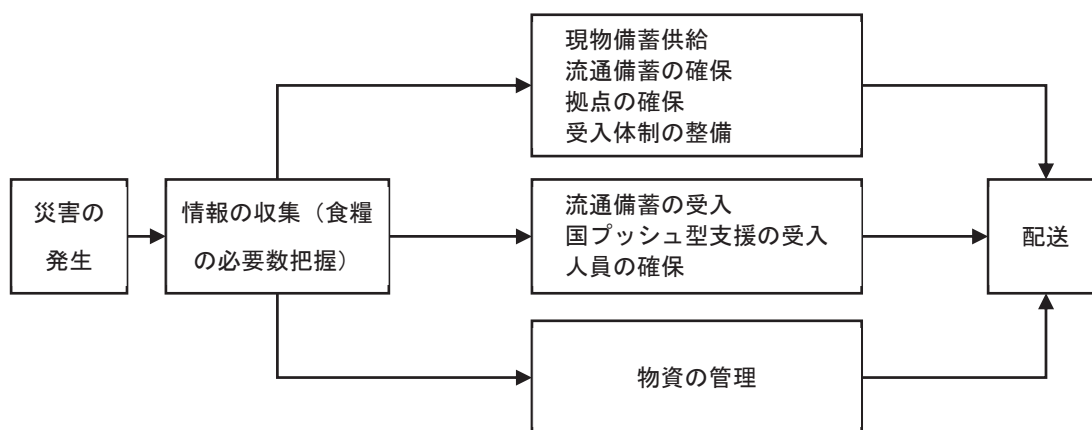 災害の
発生
情報の収集（食糧
の必要数把握）
現物備蓄供給
流通備蓄の確保
拠点の確保
受入体制の整備
流通備蓄の受入
国プッシュ型支援の受入
人員の確保
物資の管理
配送